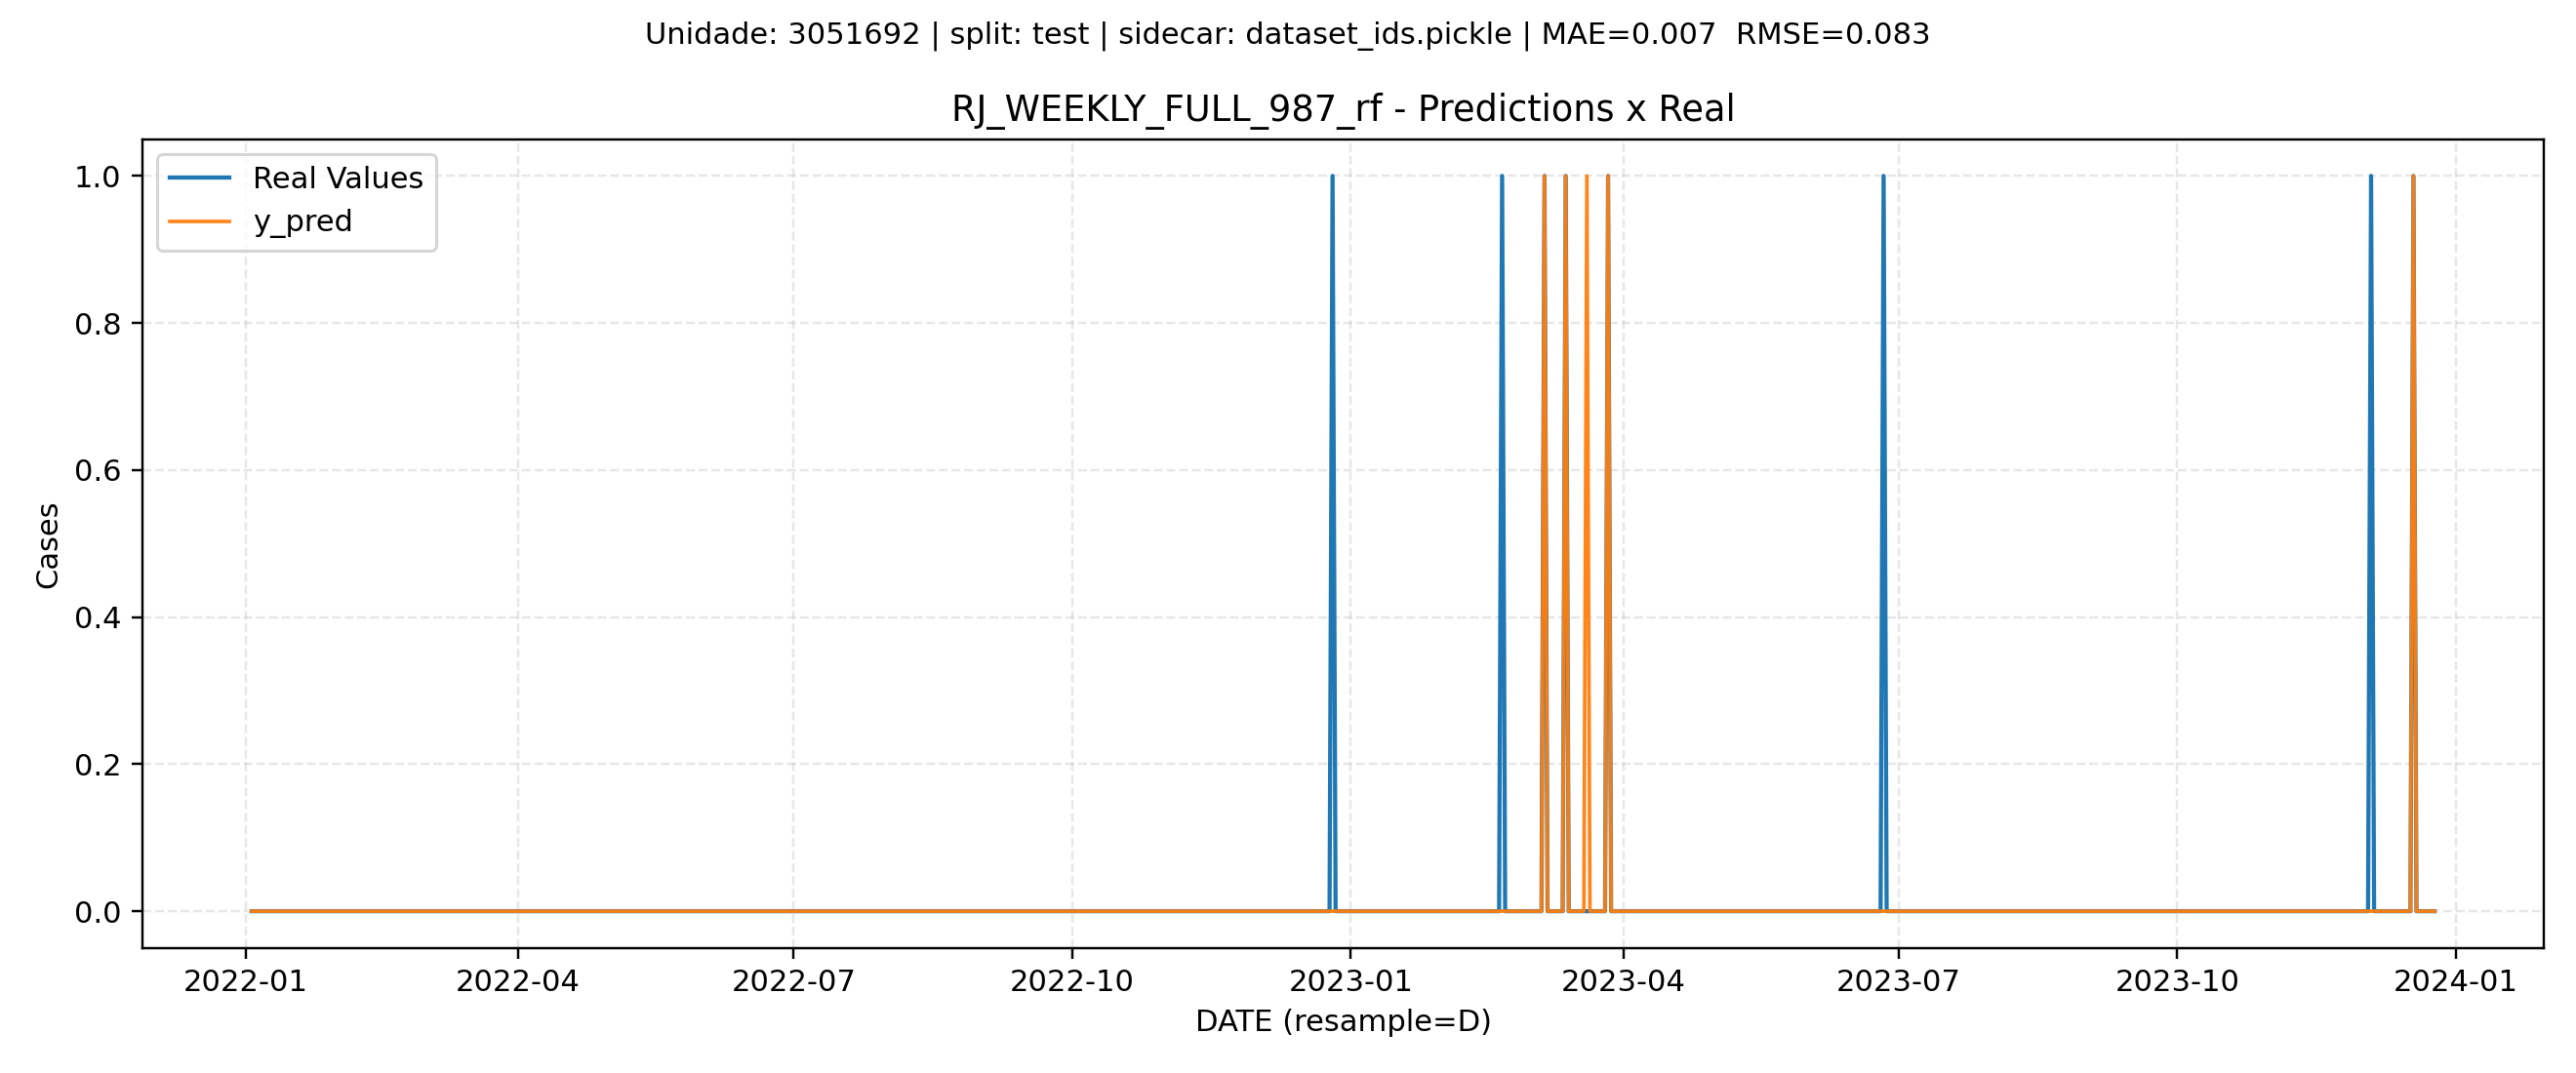 Unidade: 3051692 | split: test | sidecar: dataset_ids.pickle | MAE=0.007  RMSE=0.083
RJ_WEEKLY_FULL_987_rf - Predictions x Real
Real Values
y_pred
1.0
0.8
0.6
0.4
0.2
0.0
Cases
2022-01
2022-04
2022-07
2022-10
2023-01
2023-04
2023-07
2023-10
2024-01
DATE (resample=D)